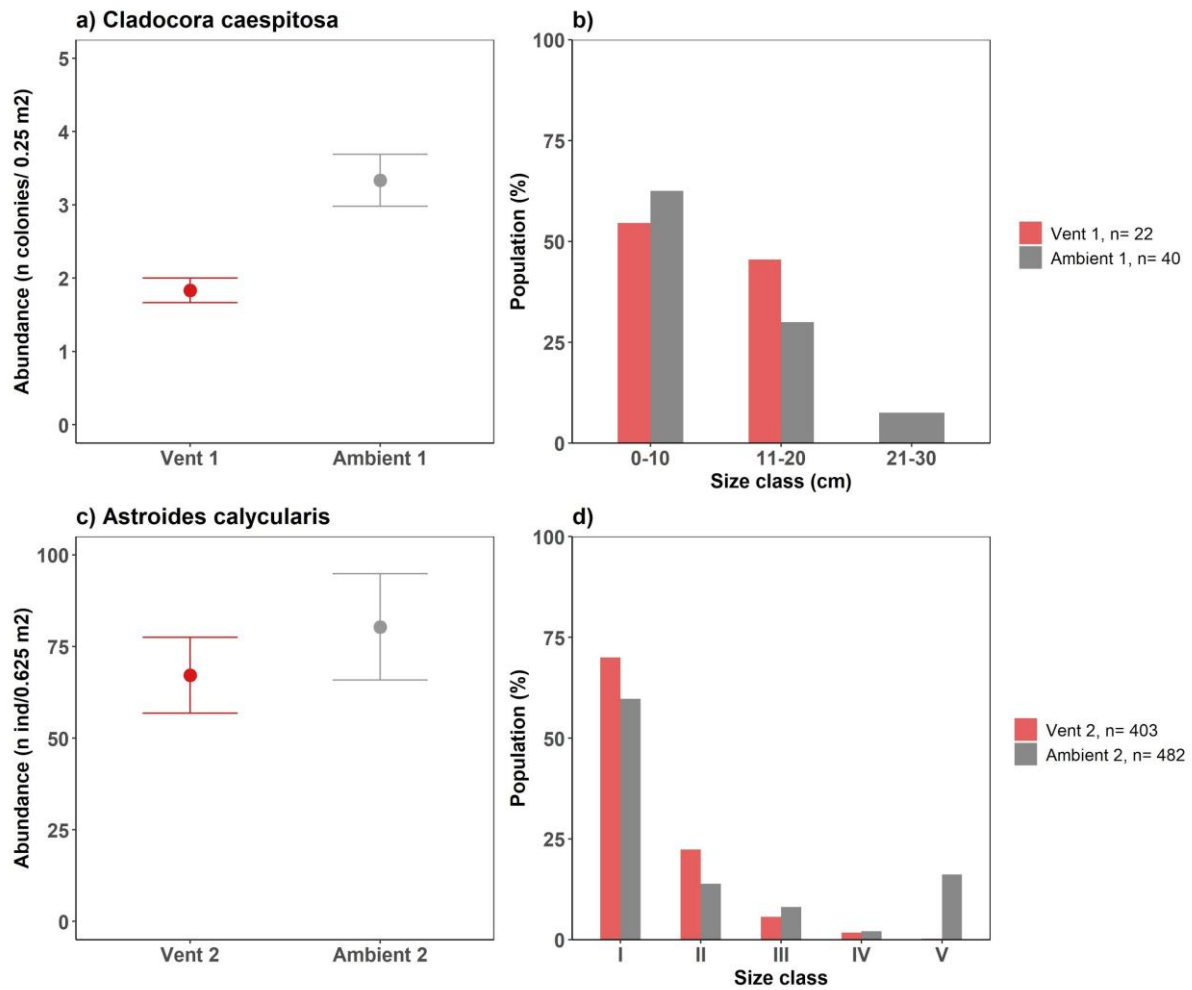 a) Cladocora caespitosa
Abundance (n colonies/ 0.25 m2)
5
4
3
2
1
0
Vent 1
Ambient 1
b)
Population (%)
100
75
50
25
0
0-10
11-20
21-30
Size class (cm)
Vent 1, n= 22
Ambient 1, n= 40
c) Astroides calycularis
Abundance (n ind/0.625 m2)
100
75
50
25
0
Vent 2
Ambient 2
d)
Population (%)
100
75
50
25
0
I
II
III
IV
V
Size class
Vent 2, n= 403
Ambient 2, n= 482